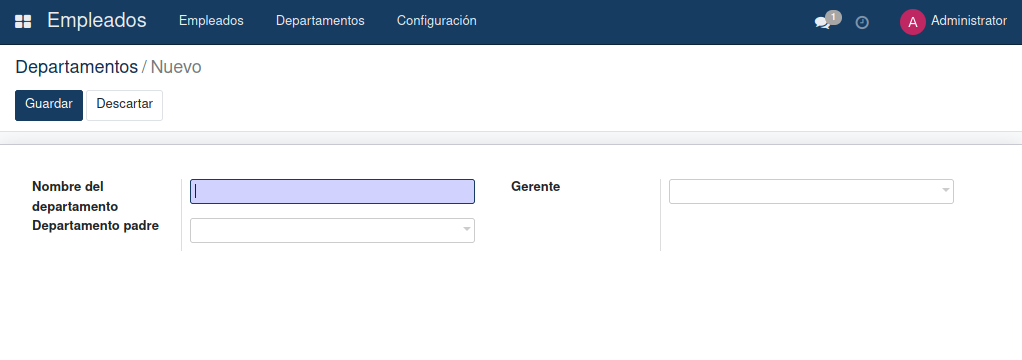 Empleados Empleados Departamentos Configuración 1 A Administrator
Departamentos / Nuevo
Guardar Descartar
Nombre del departamento Gerente
Departamento padre